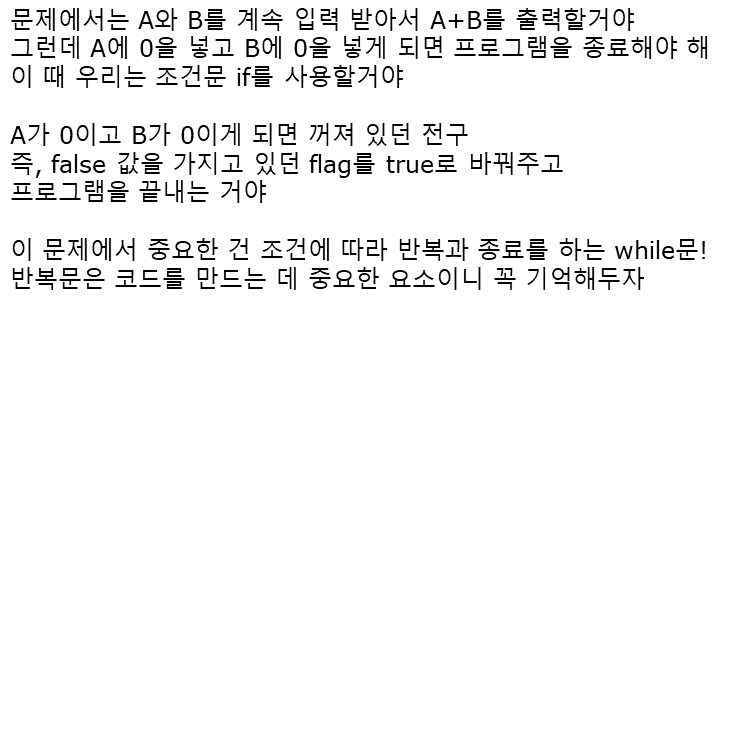 문제에서는 A와 B를 계속 입력 받아서 A+B를 출력할거야
그런데 A에 0을 넣고 B에 0을 넣게 되면 프로그램을 종료해야 해
이 때 우리는 조건문 if를 사용할거야
A가 0이고 B가 0이게 되면 꺼져 있던 전구
즉, false 값을 가지고 있던 flag를 true로 바꿔주고
프로그램을 끝내는 거야
이 문제에서 중요한 건 조건에 따라 반복과 종료를 하는 while문!
반복문은 코드를 만드는 데 중요한 요소이니 꼭 기억해두자